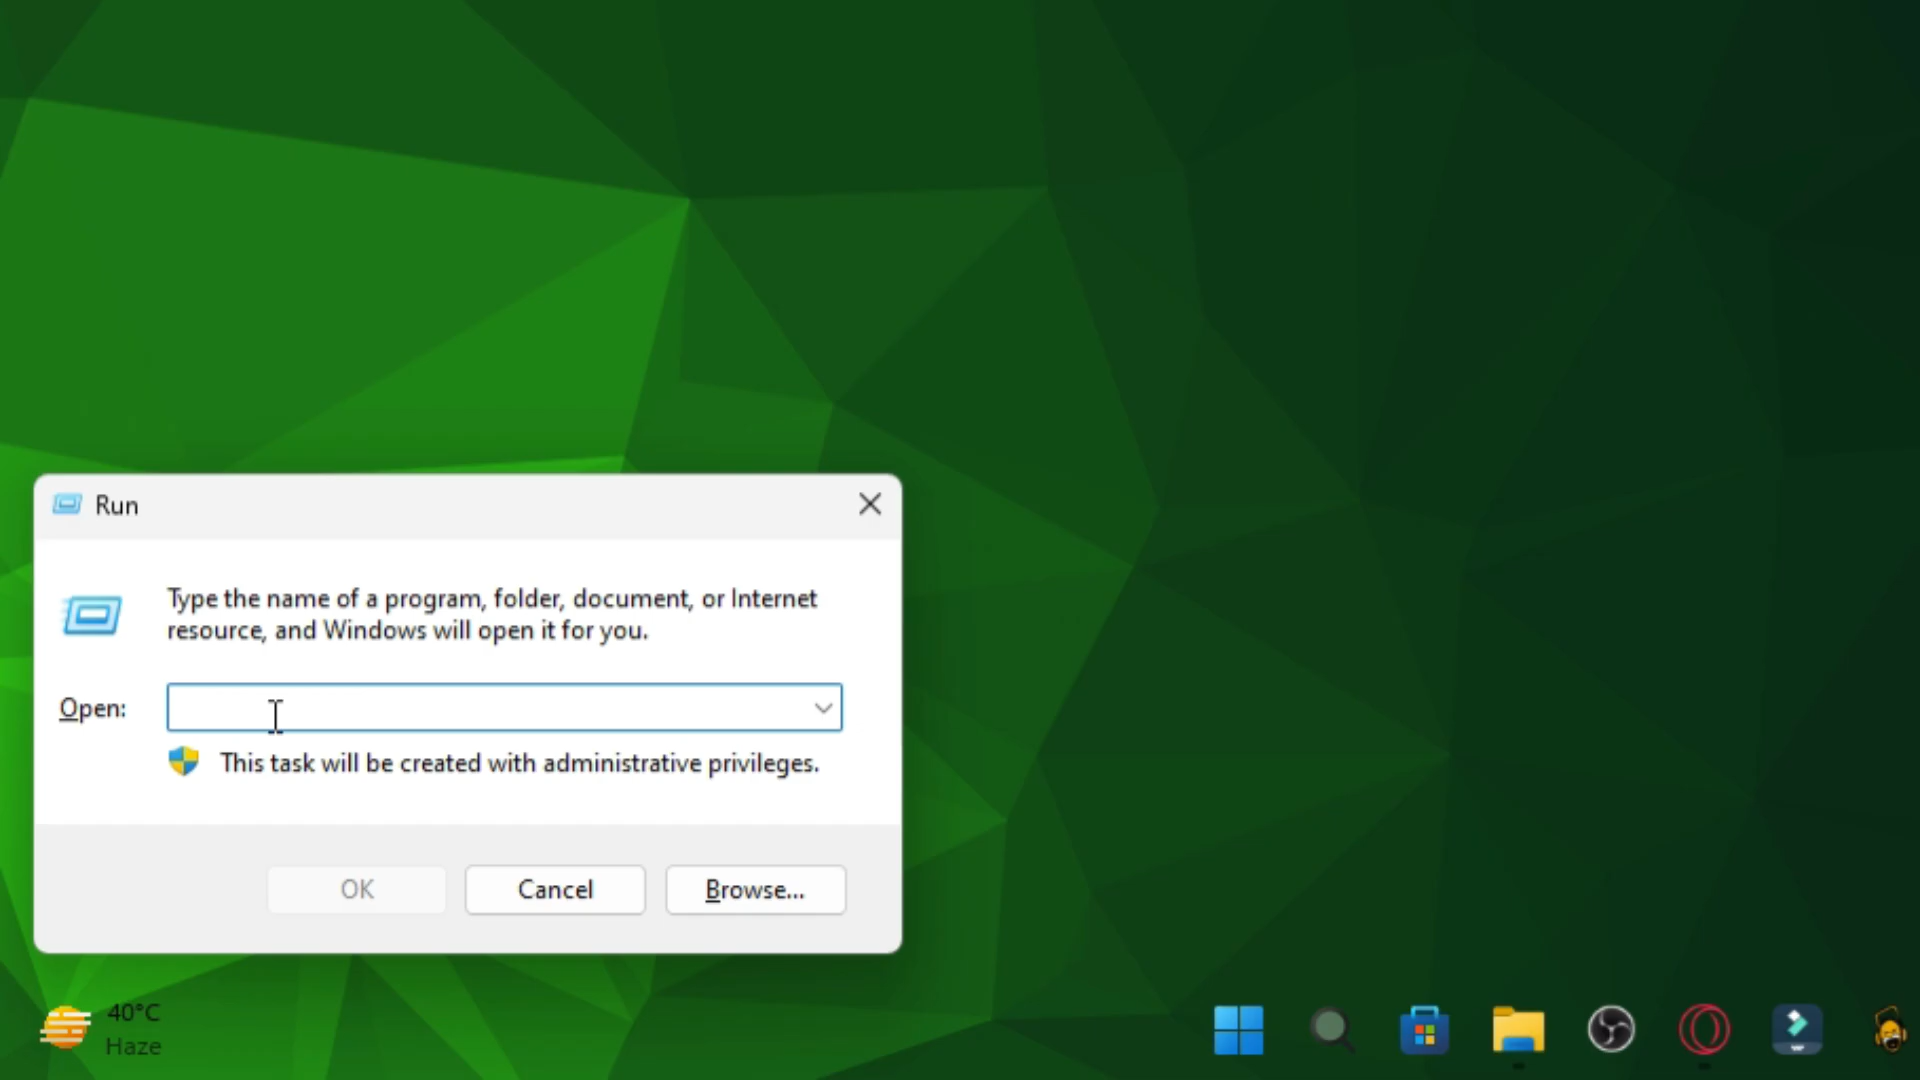 Run
Type the name of a program, folder, document, or Internet
resource, and Windows will open it for you.
Open:
This task will be created with administrative privileges.
OK
Cancel
Browse...
40°C
Haze